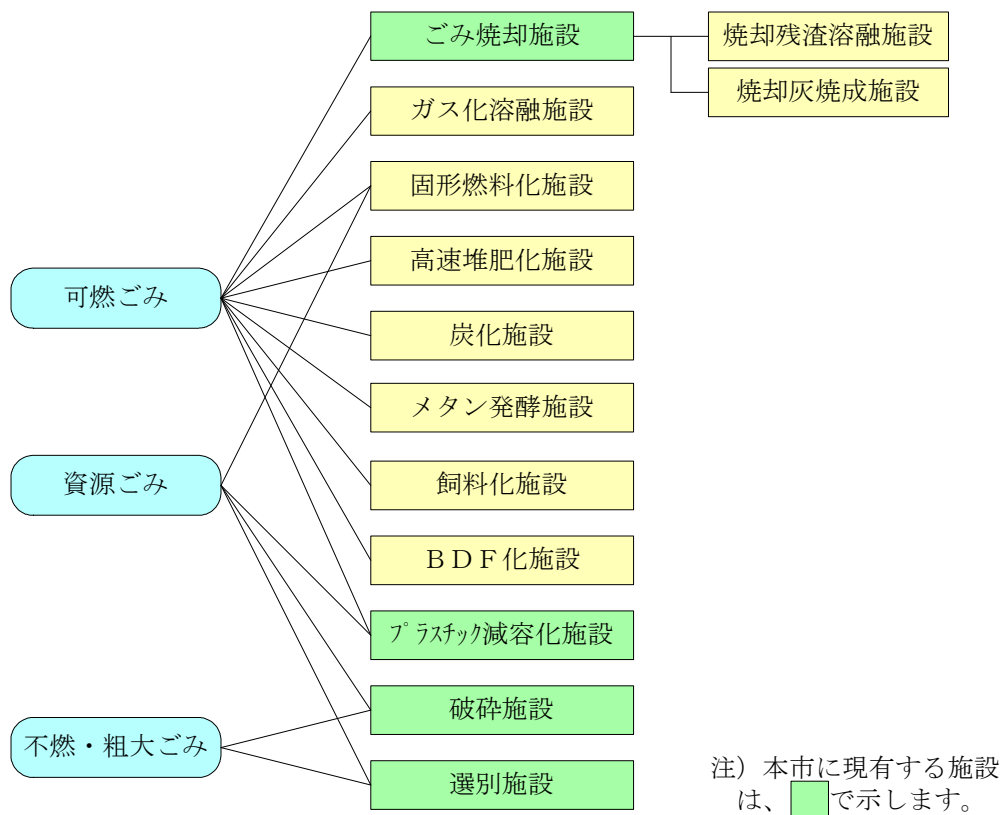 ごみ焼却施設
焼却残渣溶融施設
焼却灰焼成施設
ガス化溶融施設
固形燃料化施設
高速堆肥化施設
可燃ごみ
炭化施設
メタン発酵施設
資源ごみ
飼料化施設
ＢＤＦ化施設
プラスチック減容化施設
破砕施設
不燃・粗大ごみ
選別施設
注）本市に現有する施設
は、 で示します。